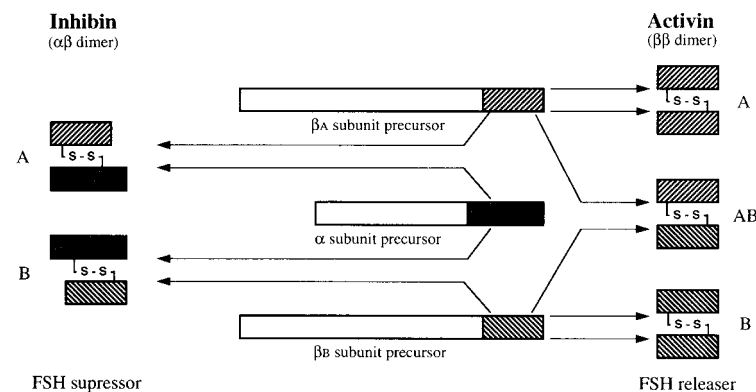 Inhibin
(αβ dimer)
Activin
(ββ dimer)
S-S
A
βA subunit precursor
S-S
A
α subunit precursor
S-S
AB
S-S
B
βB subunit precursor
S-S
B
FSH supressor
FSH releaser